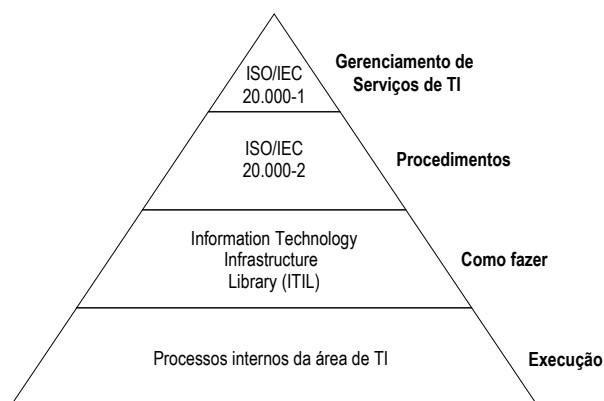 ISO/IEC
20.000-1
Gerenciamento de
Serviços de TI
ISO/IEC
20.000-2
Procedimentos
Information Technology
Infrastructure
Library (ITIL)
Como fazer
Processos internos da área de TI
Execução